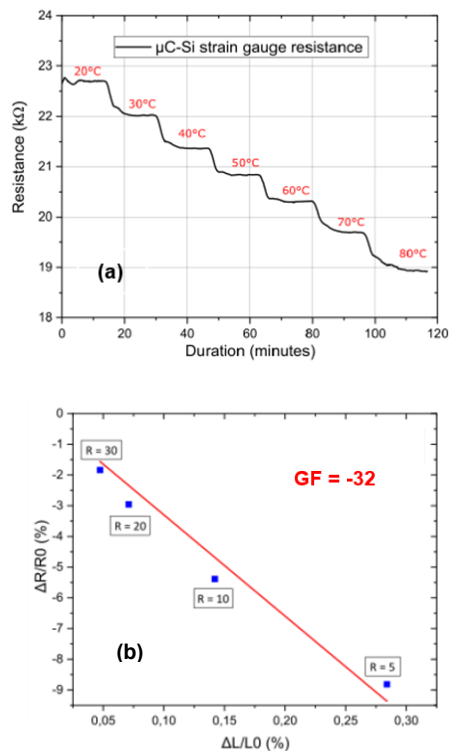 μC-Si strain gauge resistance
23
22
21
20
19
18
Resistance (kΩ)
20°C
30°C
40°C
50°C
60°C
70°C
80°C
(a)
0 20 40 60 80 100 120
Duration (minutes)
0
-1
-2
-3
-4
-5
-6
-7
-8
-9
ΔR/R0 (%)
R = 30
R = 20
R = 10
R = 5
GF = -32
(b)
0,05 0,10 0,15 0,20 0,25 0,30
ΔL/L0 (%)